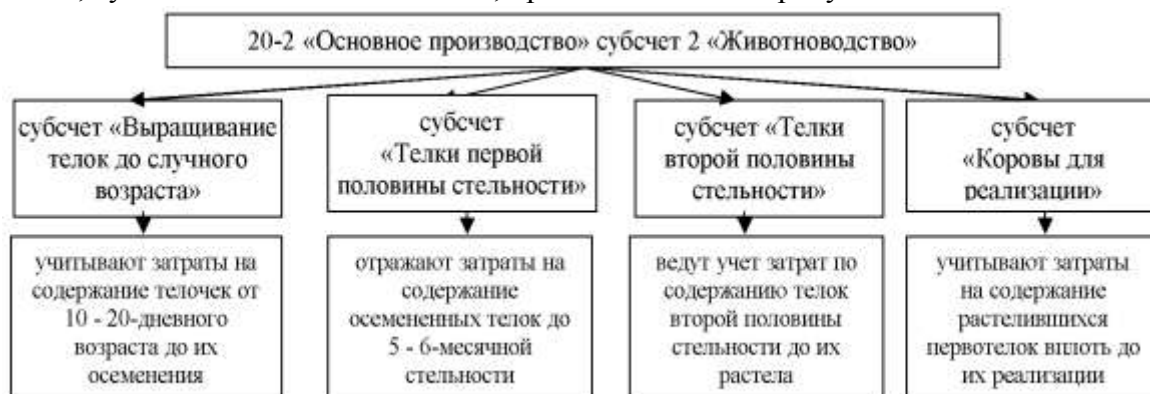 20-2 «Основное производство» субсчет 2 «Животноводство»
субсчет «Выращивание
телок до случного
возраста»
субсчет
«Телки первой
половины стельности»
субсчет «Телки
второй половины
стельности»
субсчет
«Коровы для
реализации»
учитывают затраты на
содержание телочек от
10 - 20-дневного
возраста до их
осеменения
отражают затраты на
содержание
осемененных телок до
5 - 6-месячной
стельности
ведут учет затрат по
содержанию телок
второй половины
стельности до их
растела
учитывают затраты
на содержание
растелившихся
первотелок вплоть до
их реализации